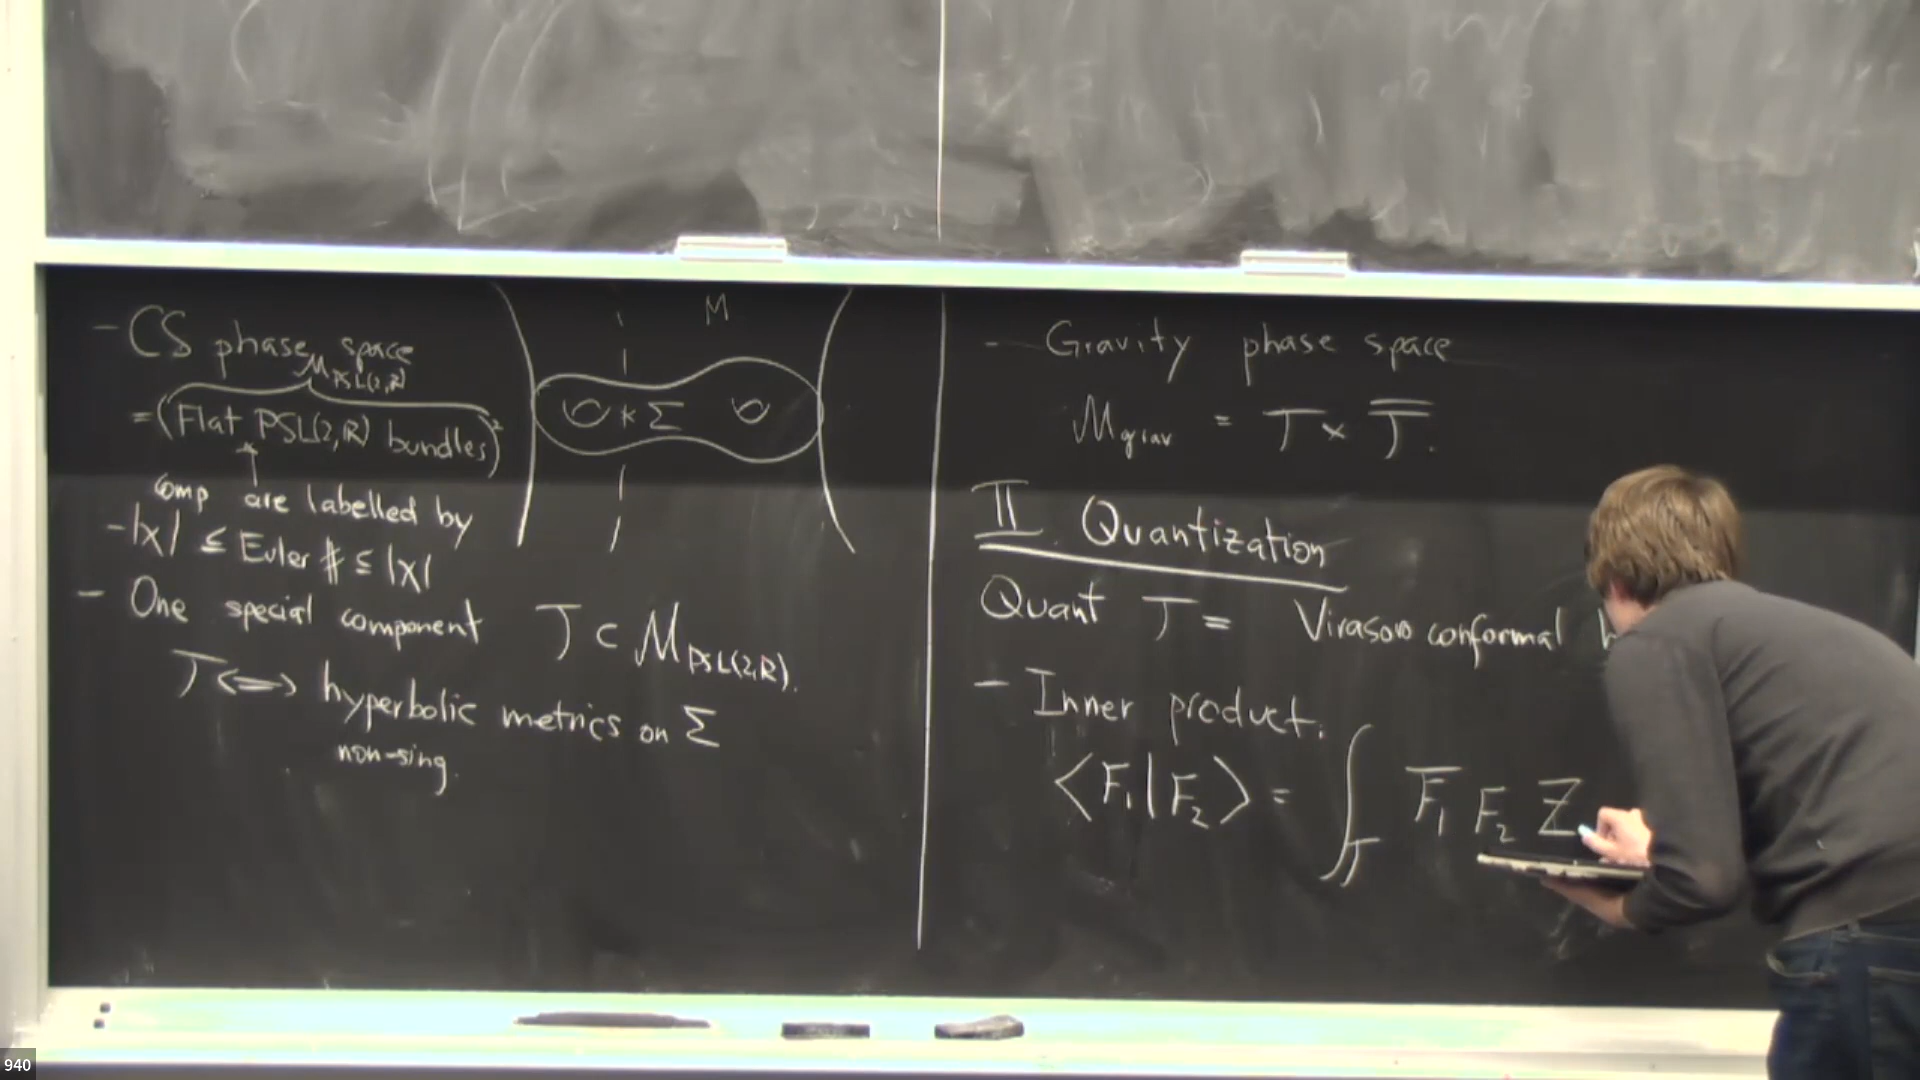 - CS phase space
M_PSL(2,R)
= (Flat PSL(2,R) bundles)²
comp are labelled by
-|χ| ≤ Euler # ≤ |χ|
- One special component T ⊂ M_PSL(2,R).
T ⟺ hyperbolic metrics on Σ
non-sing.
M
Σ
- Gravity phase space
M_grav = T × T̅.
II. Quantization
Quant T = Virasoro conformal
- Inner product:
⟨F₁|F₂⟩ = ∫_T F̅₁ F₂ Z
940